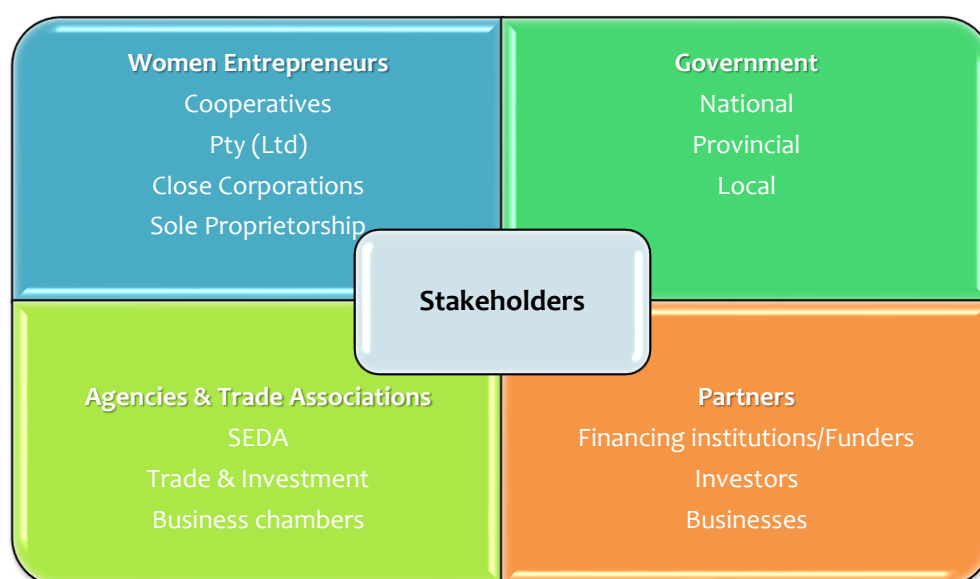 Women Entrepreneurs
Cooperatives
Pty (Ltd)
Close Corporations
Sole Proprietorship
Government
National
Provincial
Local
Stakeholders
Agencies & Trade Associations
SEDA
Trade & Investment
Business chambers
Partners
Financing institutions/Funders
Investors
Businesses